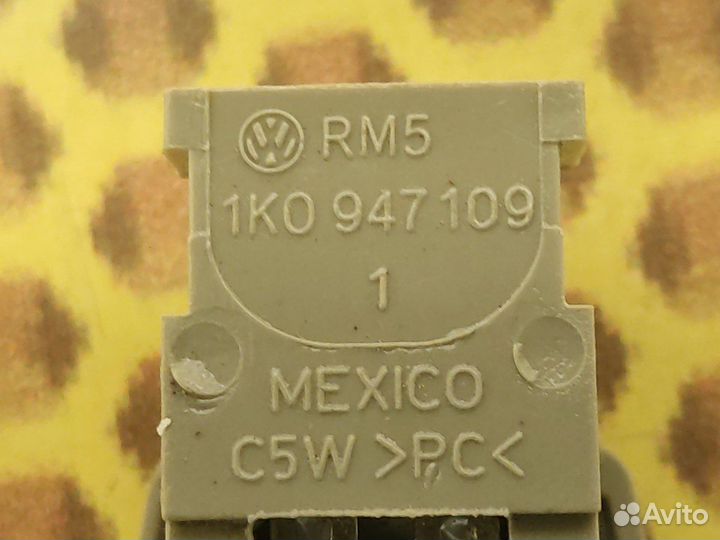 RM5
1K0 947 109
1
MEXICO
C5W >PC<
Avito